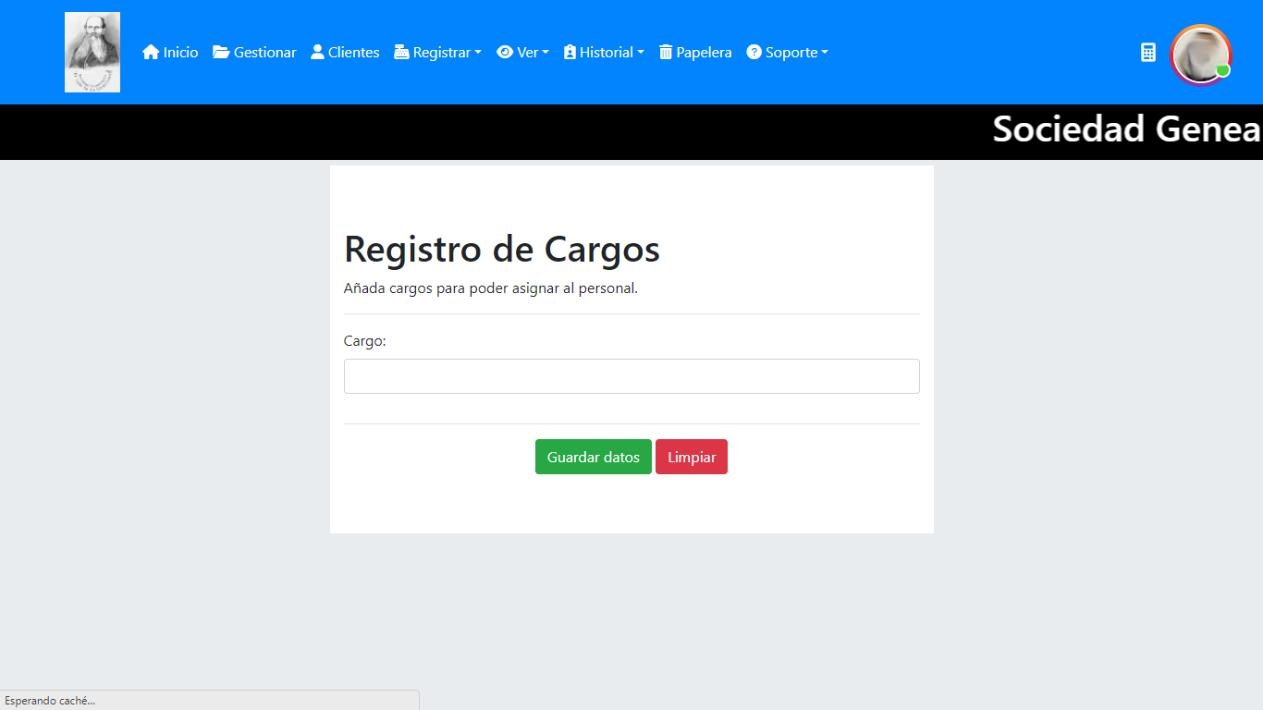 Inicio Gestionar Clientes Registrar Ver Historial Papelera Soporte
Sociedad Genea
Registro de Cargos
Añada cargos para poder asignar al personal.
Cargo:
Guardar datos Limpiar
Esperando caché...